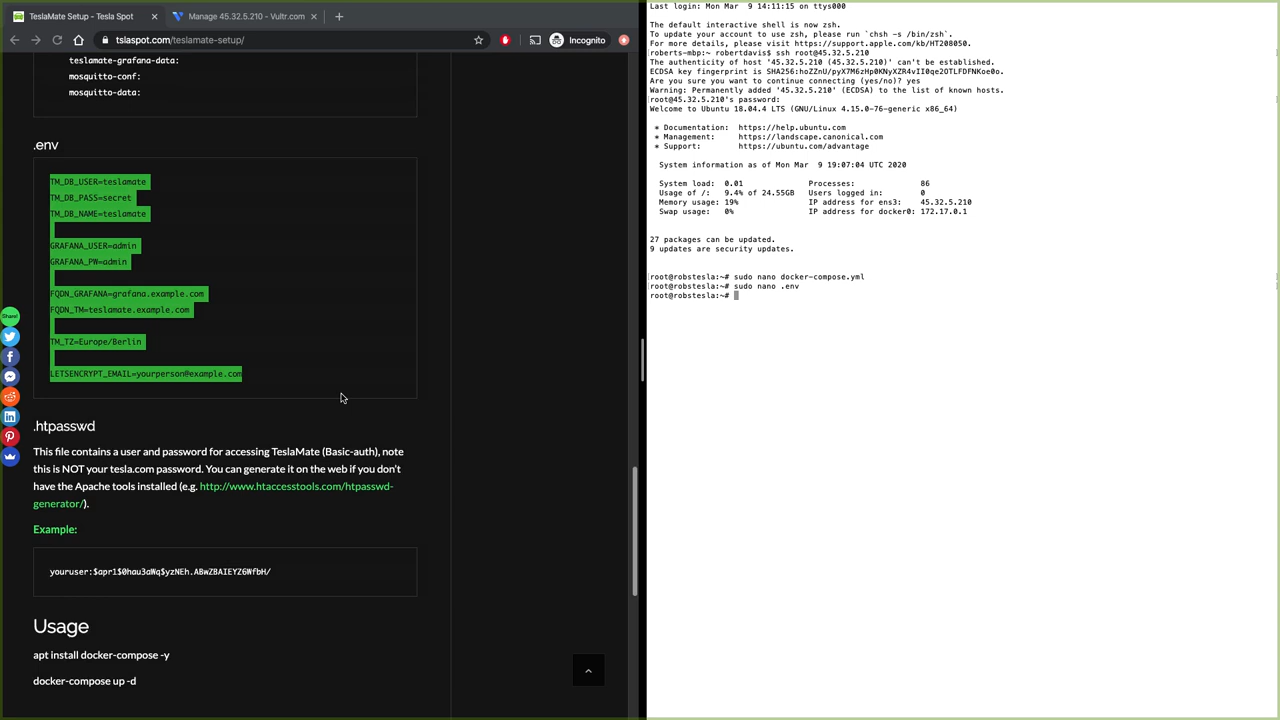 TeslaMate Setup - Tesla Spot
Manage 45.32.5.210 - Vultr.com
tslaspot.com/teslamate-setup/
Incognito
teslamate-grafana-data:
mosquitto-conf:
mosquitto-data:
.env
TM_DB_USER=teslamate
TM_DB_PASS=secret
TM_DB_NAME=teslamate
GRAFANA_USER=admin
GRAFANA_PW=admin
FQDN_GRAFANA=grafana.example.com
FQDN_TM=teslamate.example.com
TM_TZ=Europe/Berlin
LETSENCRYPT_EMAIL=yourperson@example.com
Share!
.htpasswd
This file contains a user and password for accessing TeslaMate (Basic-auth), note
this is NOT your tesla.com password. You can generate it on the web if you don't
have the Apache tools installed (e.g. http://www.htaccesstools.com/htpasswd-
generator/).
Example:
youruser:$apr1$0hau3aWq$yzNEh.ABwZBAIEYZ6WfbH/
Usage
apt install docker-compose -y
docker-compose up -d
Last login: Mon Mar  9 14:11:15 on ttys000
The default interactive shell is now zsh.
To update your account to use zsh, please run `chsh -s /bin/zsh`.
For more details, please visit https://support.apple.com/kb/HT208050.
roberts-mbp:~ robertdavis$ ssh root@45.32.5.210
The authenticity of host '45.32.5.210 (45.32.5.210)' can't be established.
ECDSA key fingerprint is SHA256:hoZZnU/pyX7M6zHp0KNyXZR4vII0qe2OTLFDFNKoe0o.
Are you sure you want to continue connecting (yes/no)? yes
Warning: Permanently added '45.32.5.210' (ECDSA) to the list of known hosts.
root@45.32.5.210's password:
Welcome to Ubuntu 18.04.4 LTS (GNU/Linux 4.15.0-76-generic x86_64)
* Documentation:  https://help.ubuntu.com
* Management:     https://landscape.canonical.com
* Support:        https://ubuntu.com/advantage
System information as of Mon Mar  9 19:07:04 UTC 2020
System load:  0.01               Processes:              86
Usage of /:   9.4% of 24.55GB   Users logged in:        0
Memory usage: 19%                IP address for ens3:    45.32.5.210
Swap usage:   0%                 IP address for docker0: 172.17.0.1
27 packages can be updated.
9 updates are security updates.
root@robstesla:~# sudo nano docker-compose.yml
root@robstesla:~# sudo nano .env
root@robstesla:~#